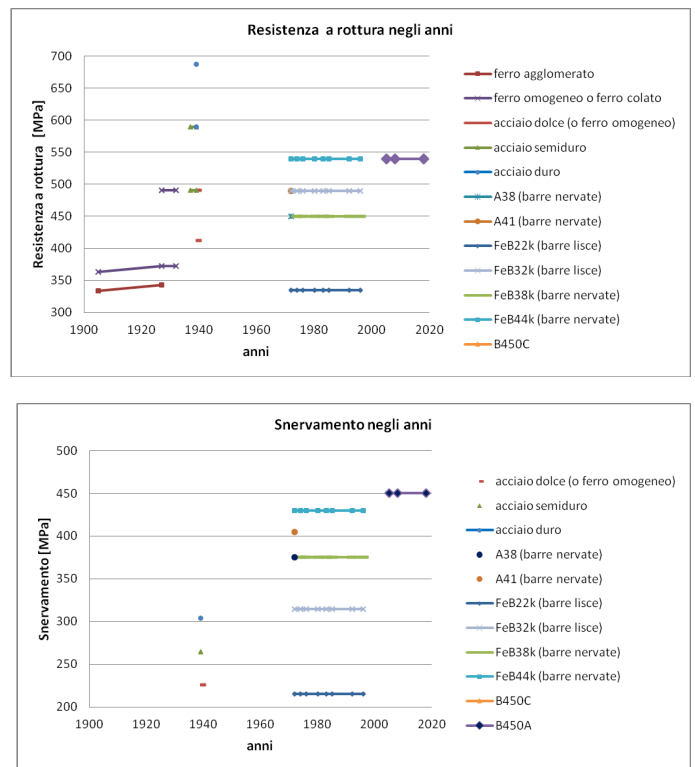 Resistenza a rottura negli anni
700
650
600
550
500
450
400
350
300
Resistenza a rottura [MPa]
1900 1920 1940 1960 1980 2000 2020
anni
ferro agglomerato
ferro omogeneo o ferro colato
acciaio dolce (o ferro omogeneo)
acciaio semiduro
acciaio duro
A38 (barre nervate)
A41 (barre nervate)
FeB22k (barre lisce)
FeB32k (barre lisce)
FeB38k (barre nervate)
FeB44k (barre nervate)
B450C
Snervamento negli anni
500
450
400
350
300
250
200
Snervamento [MPa]
1900 1920 1940 1960 1980 2000 2020
anni
acciaio dolce (o ferro omogeneo)
acciaio semiduro
acciaio duro
A38 (barre nervate)
A41 (barre nervate)
FeB22k (barre lisce)
FeB32k (barre lisce)
FeB38k (barre nervate)
FeB44k (barre nervate)
B450C
B450A